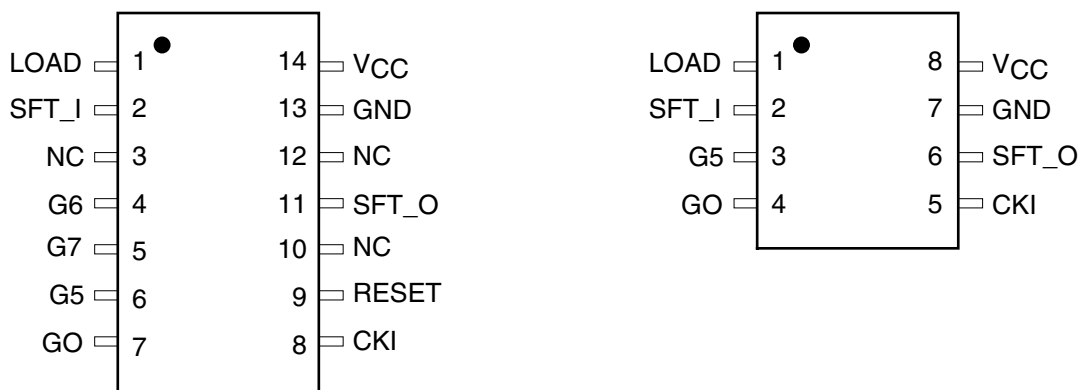 LOAD 1 14 VCC
SFT_I 2 13 GND
NC 3 12 NC
G6 4 11 SFT_O
G7 5 10 NC
G5 6 9 RESET
GO 7 8 CKI
LOAD 1 8 VCC
SFT_I 2 7 GND
G5 3 6 SFT_O
GO 4 5 CKI